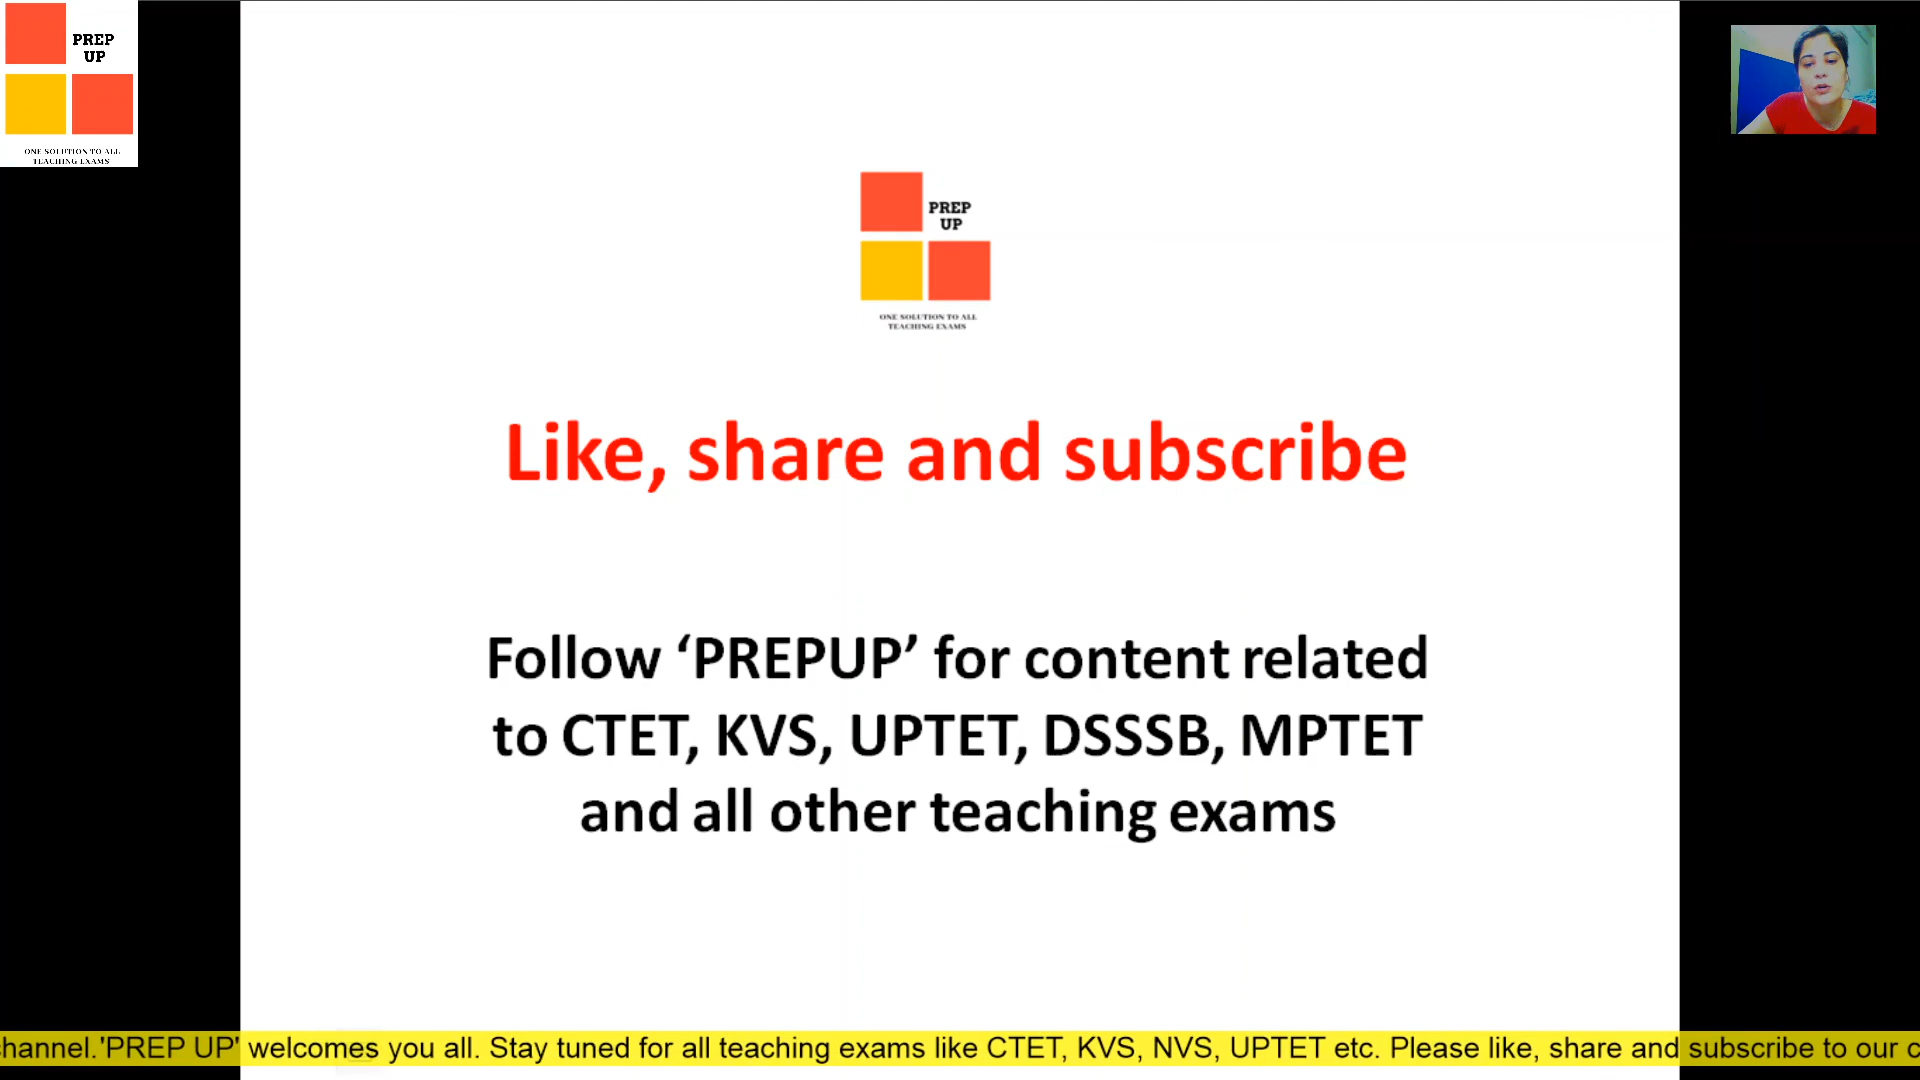 PREP
UP
ONE SOLUTION TO ALL
TEACHING EXAMS
PREP
UP
ONE SOLUTION TO ALL
TEACHING EXAMS
Like, share and subscribe
Follow ‘PREPUP’ for content related
to CTET, KVS, UPTET, DSSSB, MPTET
and all other teaching exams
hannel.'PREP UP' welcomes you all. Stay tuned for all teaching exams like CTET, KVS, NVS, UPTET etc. Please like, share and subscribe to our c